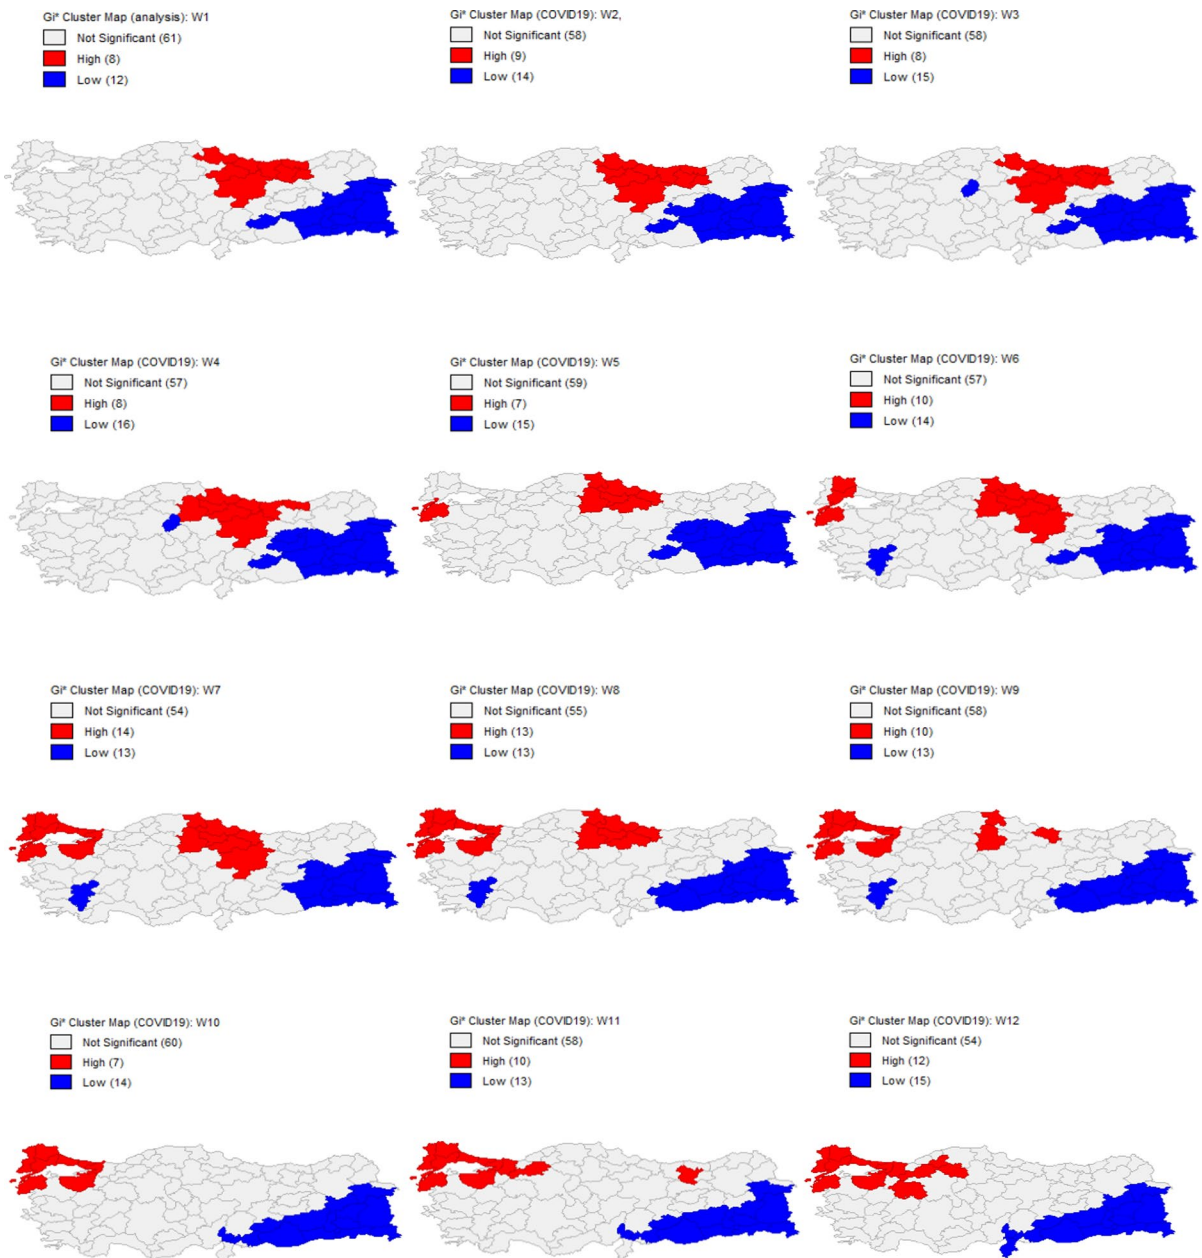 Gi* Cluster Map (analysis): W1
Not Significant (61)
High (8)
Low (12)
Gi* Cluster Map (COVID19): W2,
Not Significant (58)
High (9)
Low (14)
Gi* Cluster Map (COVID19): W3
Not Significant (58)
High (8)
Low (15)
Gi* Cluster Map (COVID19): W4
Not Significant (57)
High (8)
Low (16)
Gi* Cluster Map (COVID19): W5
Not Significant (59)
High (7)
Low (15)
Gi* Cluster Map (COVID19): W6
Not Significant (57)
High (10)
Low (14)
Gi* Cluster Map (COVID19): W7
Not Significant (54)
High (14)
Low (13)
Gi* Cluster Map (COVID19): W8
Not Significant (55)
High (13)
Low (13)
Gi* Cluster Map (COVID19): W9
Not Significant (58)
High (10)
Low (13)
Gi* Cluster Map (COVID19): W10
Not Significant (60)
High (7)
Low (14)
Gi* Cluster Map (COVID19): W11
Not Significant (58)
High (10)
Low (13)
Gi* Cluster Map (COVID19): W12
Not Significant (54)
High (12)
Low (15)